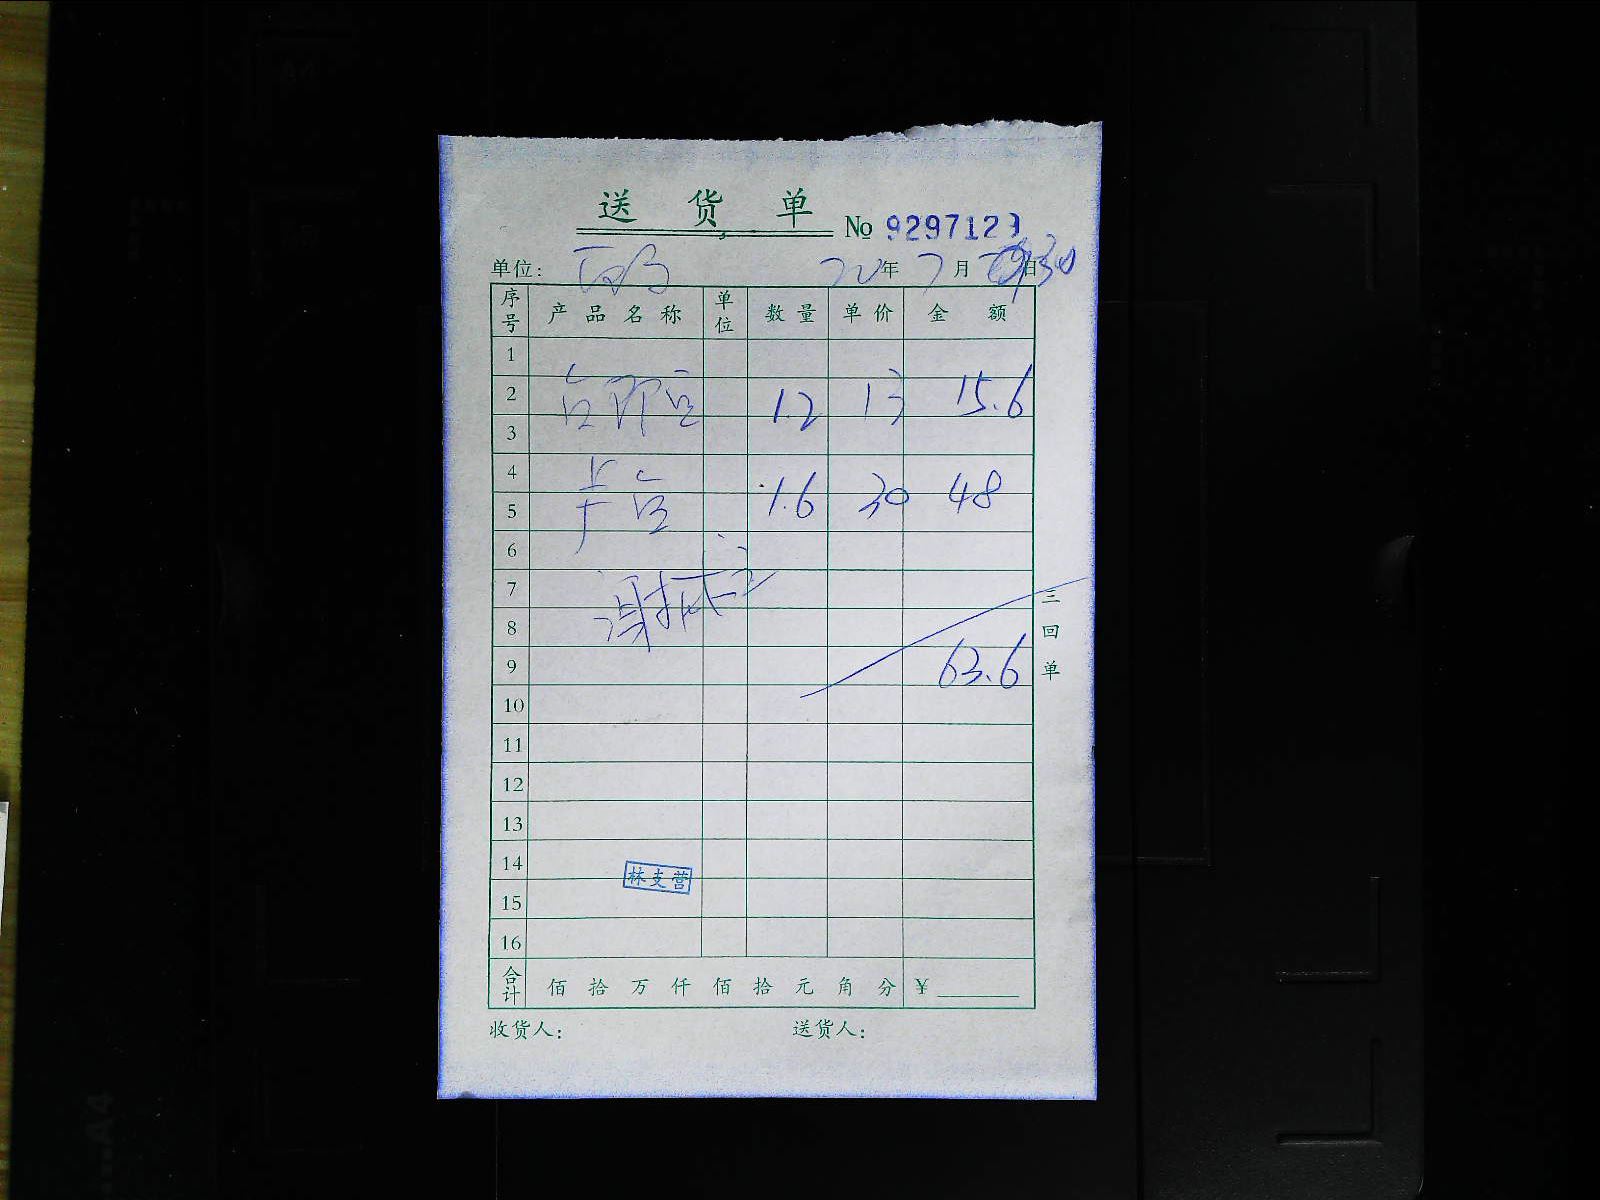 送 货 单
No 9297129
单位: 20年 7月 日 30
序号 产品名称 单位 数量 单价 金 额
1
2 1.2 13 15.6
3
4
5 1.6 30 48
6
7
8
9 63.6
10
11
12
13
14
林支营
15
16
合计 佰 拾 万 仟 佰 拾 元 角 分 ¥
收货人: 送货人:
三回单